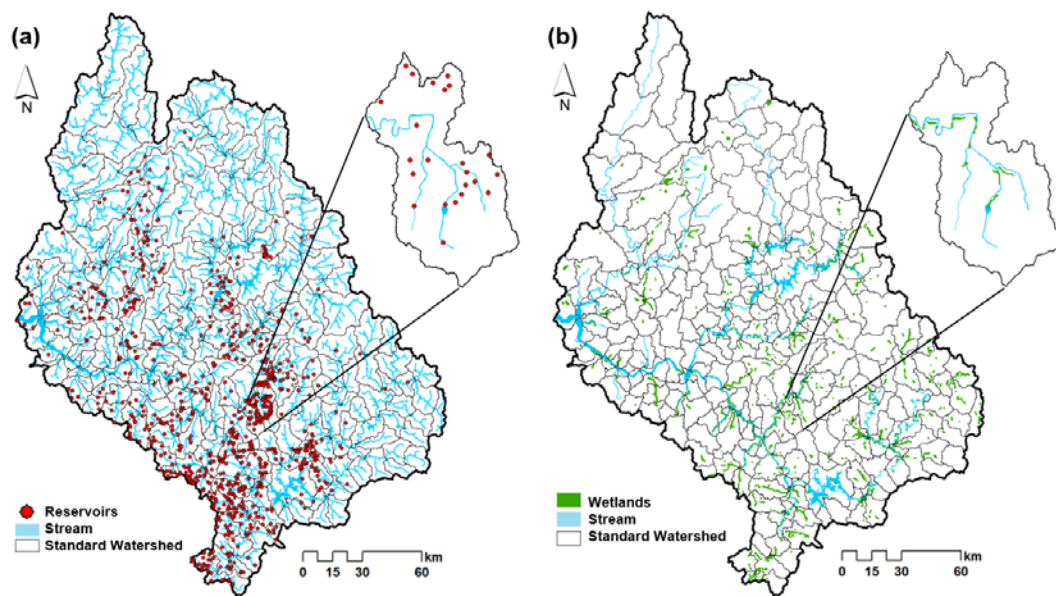 (a)
N
Reservoirs
Stream
Standard Watershed
km
0 15 30 60
(b)
N
Wetlands
Stream
Standard Watershed
km
0 15 30 60